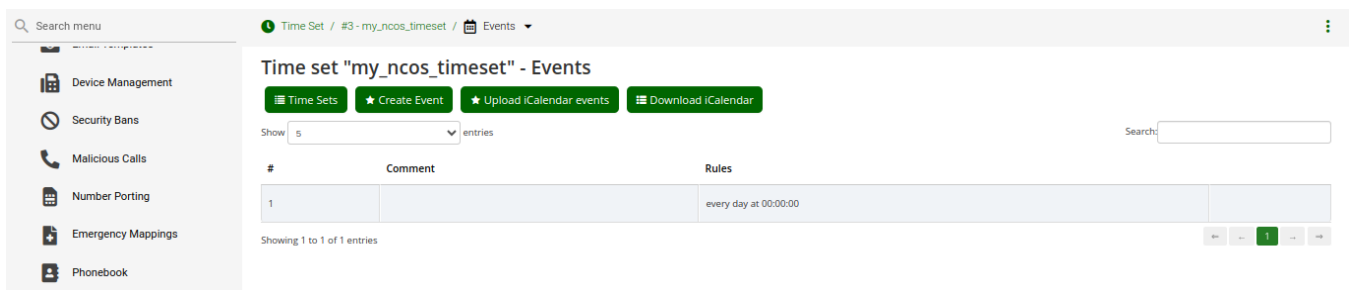 Search menu
Time Set / #3 - my_ncos_timeset / Events
Device Management
Security Bans
Malicious Calls
Number Porting
Emergency Mappings
Phonebook
Time set "my_ncos_timeset" - Events
Time Sets Create Event Upload iCalendar events Download iCalendar
Show 5 entries Search:
# Comment Rules
1 every day at 00:00:00
Showing 1 to 1 of 1 entries 1